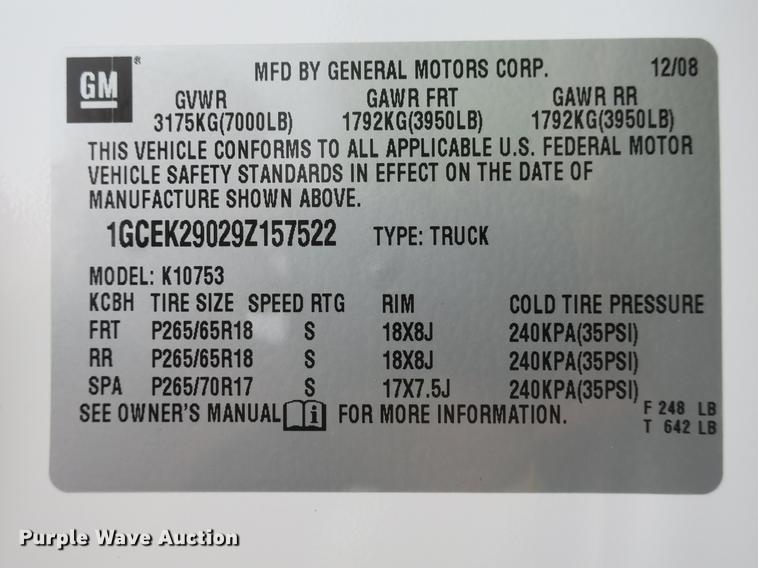 GM ®
MFD BY GENERAL MOTORS CORP. 12/08
GVWR GAWR FRT GAWR RR
3175KG(7000LB) 1792KG(3950LB) 1792KG(3950LB)
THIS VEHICLE CONFORMS TO ALL APPLICABLE U.S. FEDERAL MOTOR
VEHICLE SAFETY STANDARDS IN EFFECT ON THE DATE OF
MANUFACTURE SHOWN ABOVE.
1GCEK29029Z157522 TYPE: TRUCK
MODEL: K10753
KCBH TIRE SIZE SPEED RTG RIM COLD TIRE PRESSURE
FRT P265/65R18 S 18X8J 240KPA(35PSI)
RR P265/65R18 S 18X8J 240KPA(35PSI)
SPA P265/70R17 S 17X7.5J 240KPA(35PSI)
SEE OWNER'S MANUAL i FOR MORE INFORMATION.
F 248 LB
T 642 LB
Purple Wave Auction